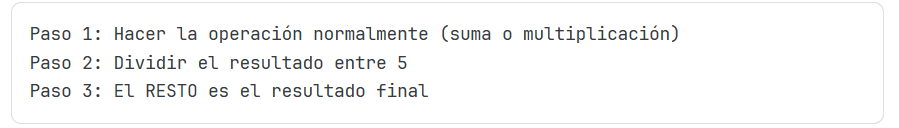 Paso 1: Hacer la operación normalmente (suma o multiplicación)
Paso 2: Dividir el resultado entre 5
Paso 3: El RESTO es el resultado final